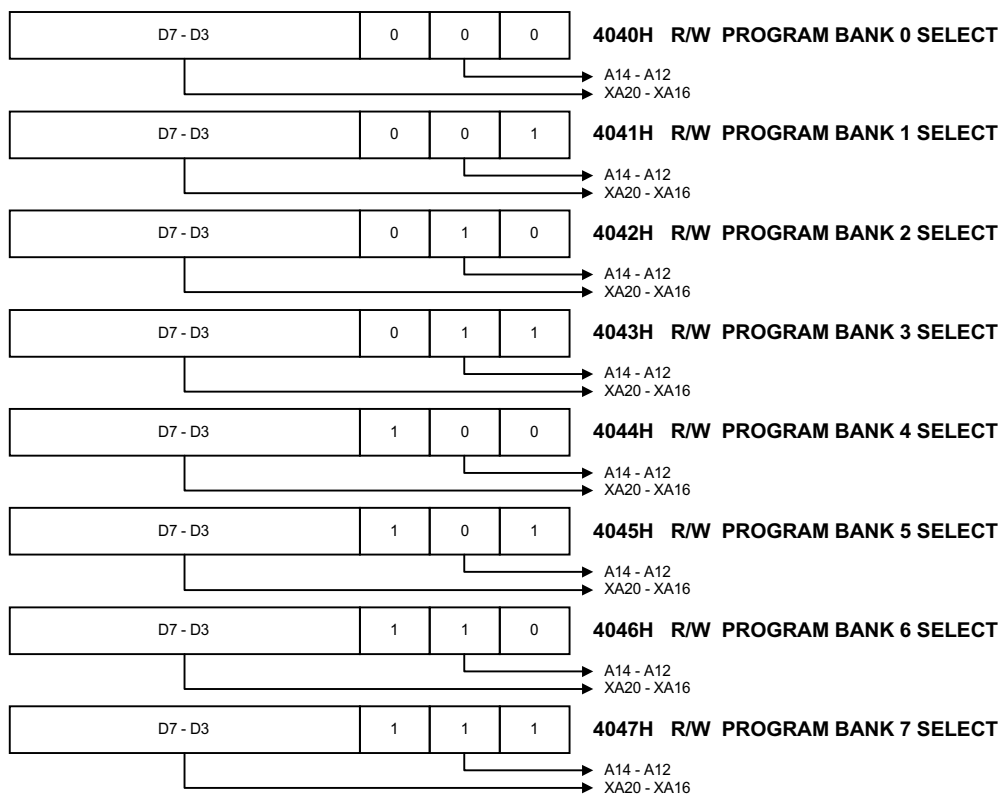 D7 - D3 0 0 0 4040H R/W PROGRAM BANK 0 SELECT
A14 - A12
XA20 - XA16
D7 - D3 0 0 1 4041H R/W PROGRAM BANK 1 SELECT
A14 - A12
XA20 - XA16
D7 - D3 0 1 0 4042H R/W PROGRAM BANK 2 SELECT
A14 - A12
XA20 - XA16
D7 - D3 0 1 1 4043H R/W PROGRAM BANK 3 SELECT
A14 - A12
XA20 - XA16
D7 - D3 1 0 0 4044H R/W PROGRAM BANK 4 SELECT
A14 - A12
XA20 - XA16
D7 - D3 1 0 1 4045H R/W PROGRAM BANK 5 SELECT
A14 - A12
XA20 - XA16
D7 - D3 1 1 0 4046H R/W PROGRAM BANK 6 SELECT
A14 - A12
XA20 - XA16
D7 - D3 1 1 1 4047H R/W PROGRAM BANK 7 SELECT
A14 - A12
XA20 - XA16